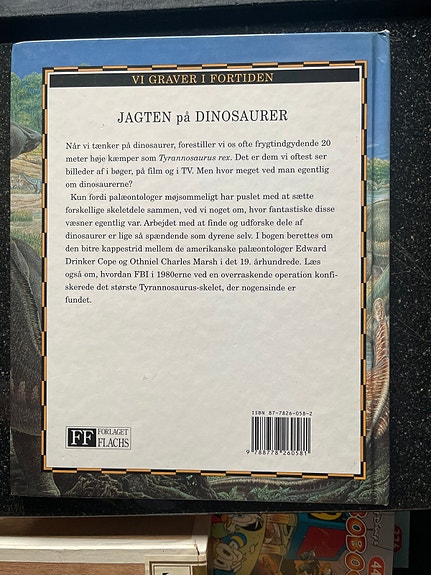 VI GRAVER I FORTIDEN
JAGTEN på DINOSAURER
Når vi tænker på dinosaurer, forestiller vi os ofte frygtindgydende 20
meter høje kæmper som Tyrannosaurus rex. Det er dem vi oftest ser
billeder af i bøger, på film og i TV. Men hvor meget ved man egentlig
om dinosaurerne?
Kun fordi palæontologer møjsommeligt har puslet med at sætte
forskellige skeletdele sammen, ved vi noget om, hvor fantastiske disse
væsner egentlig var. Arbejdet med at finde og udforske dele af
dinosaurer er lige så spændende som dyrene selv. I bogen berettes om
den bitre kappestrid mellem de amerikanske palæontologer Edward
Drinker Cope og Othniel Charles Marsh i det 19. århundrede. Læs
også om, hvordan FBI i 1980erne ved en overraskende operation konfi-
skerede det største Tyrannosaurus-skelet, der nogensinde er
fundet.
FF FORLAGET
FLACHS
ISBN 87-7826-058-2
9 788778 260581
44